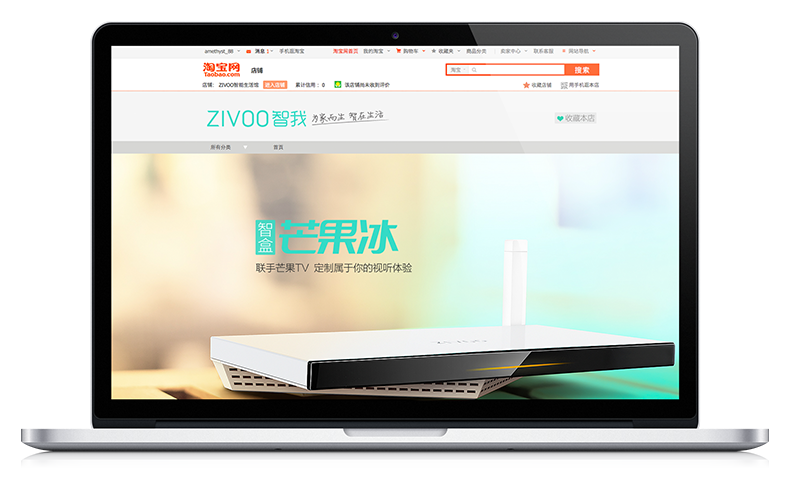 amethyst_88 消息1 手机逛淘宝 淘宝网首页 我的淘宝 购物车 收藏夹 商品分类 卖家中心 联系客服 网站导航
淘宝网
Taobao.com
店铺
淘宝
搜索
店铺: ZIVOO智能生活馆 进入店铺 累计信用: 0 该店铺尚未收到评价 收藏店铺 用手机逛本店
ZIVOO智我 为家而生 智在生活
收藏本店
所有分类 首页
智盒
芒果冰
联手芒果TV 定制属于你的视听体验
ZIVOO